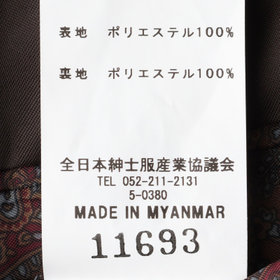 表地　ポリエステル100%
裏地　ポリエステル100%
全日本紳士服産業協議会
TEL 052-211-2131
5-0380
MADE IN MYANMAR
11693